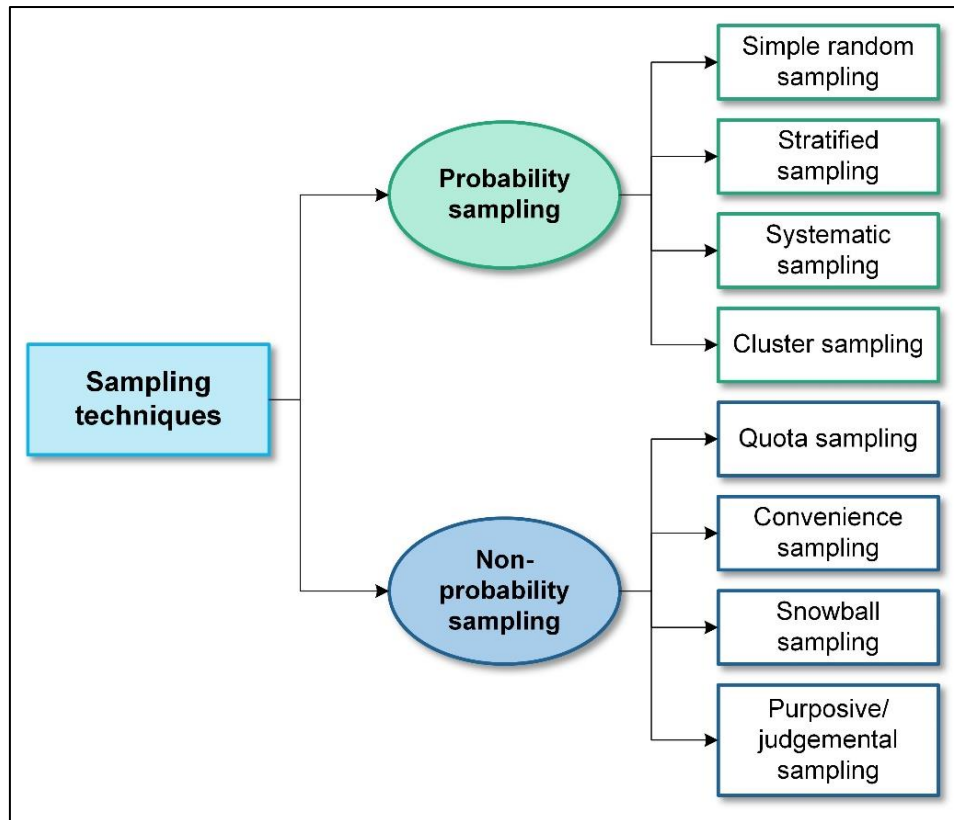 Sampling
techniques
Probability
sampling
Simple random
sampling
Stratified
sampling
Systematic
sampling
Cluster sampling
Non-
probability
sampling
Quota sampling
Convenience
sampling
Snowball
sampling
Purposive/
judgemental
sampling